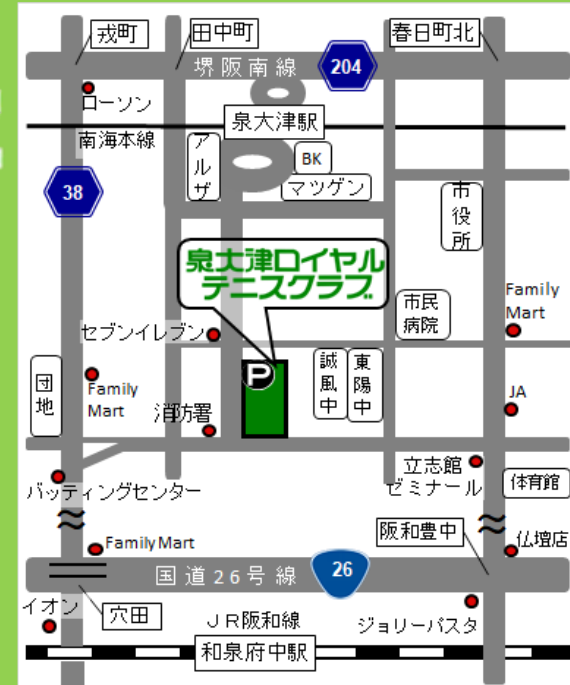 戎町
田中町
春日町北
堺阪南線
204
ローソン
泉大津駅
南海本線
アルザ
BK
マツゲン
38
市役所
泉大津ロイヤル
テニスクラブ
Family
Mart
市民
病院
セブンイレブン
P
誠風中
東陽中
団地
Family
Mart
JA
消防署
立志館
ゼミナール
体育館
バッティングセンター
阪和豊中
仏壇店
FamilyMart
国道26号線
26
イオン
穴田
JR阪和線
ジョリーパスタ
和泉府中駅